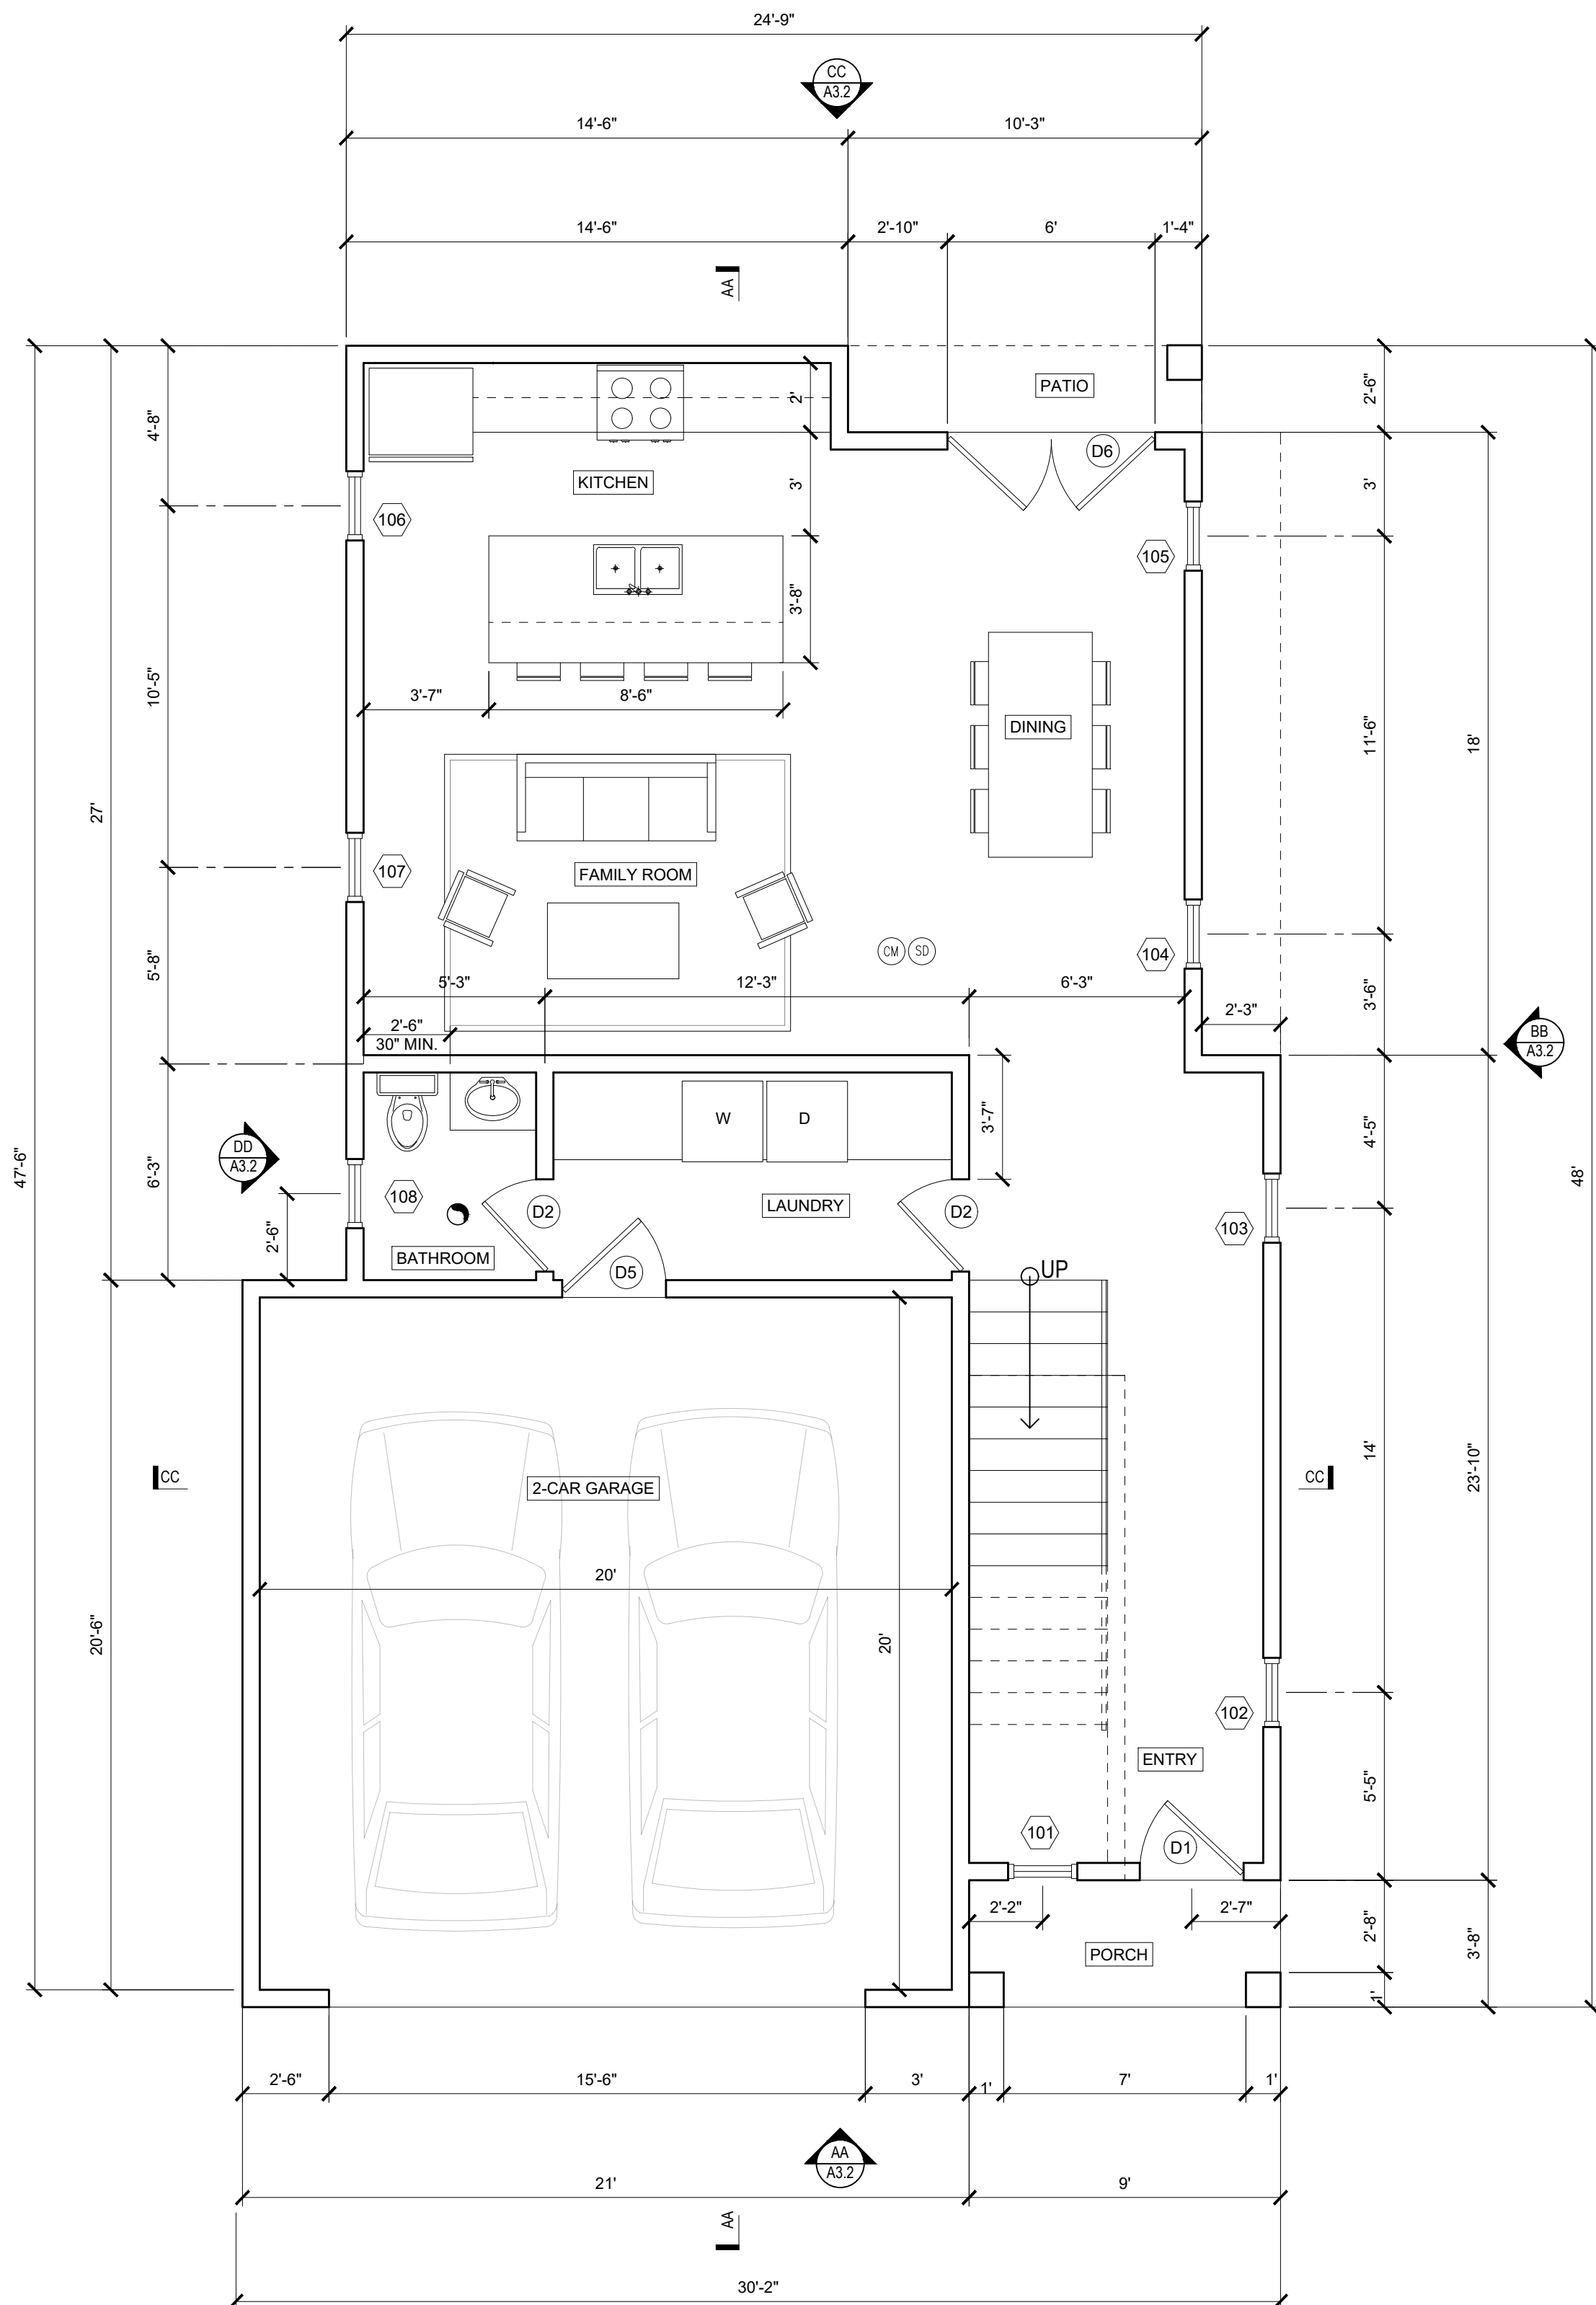 24'-9"
CC
A3.2
14'-6"
10'-3"
14'-6"
2'-10"
6'
1'-4"
AA
PATIO
2'-6"
4'-8"
2'
D6
KITCHEN
3'
3'
106
105
3'-8"
10'-5"
3'-7"
8'-6"
DINING
11'-6"
18'
27'
107
FAMILY ROOM
CM
SD
104
5'-8"
5'-3"
12'-3"
6'-3"
3'-6"
2'-3"
2'-6"
30" MIN.
BB
A3.2
W
D
3'-7"
4'-5"
DD
A3.2
47'-6"
6'-3"
48'
108
D2
LAUNDRY
D2
103
2'-6"
BATHROOM
D5
UP
CC
2-CAR GARAGE
CC
14'
23'-10"
20'
20'-6"
20'
102
ENTRY
5'-5"
101
D1
2'-2"
2'-7"
2'-8"
3'-8"
PORCH
1'
2'-6"
15'-6"
3'
1'
7'
1'
AA
A3.2
21'
9'
AA
30'-2"